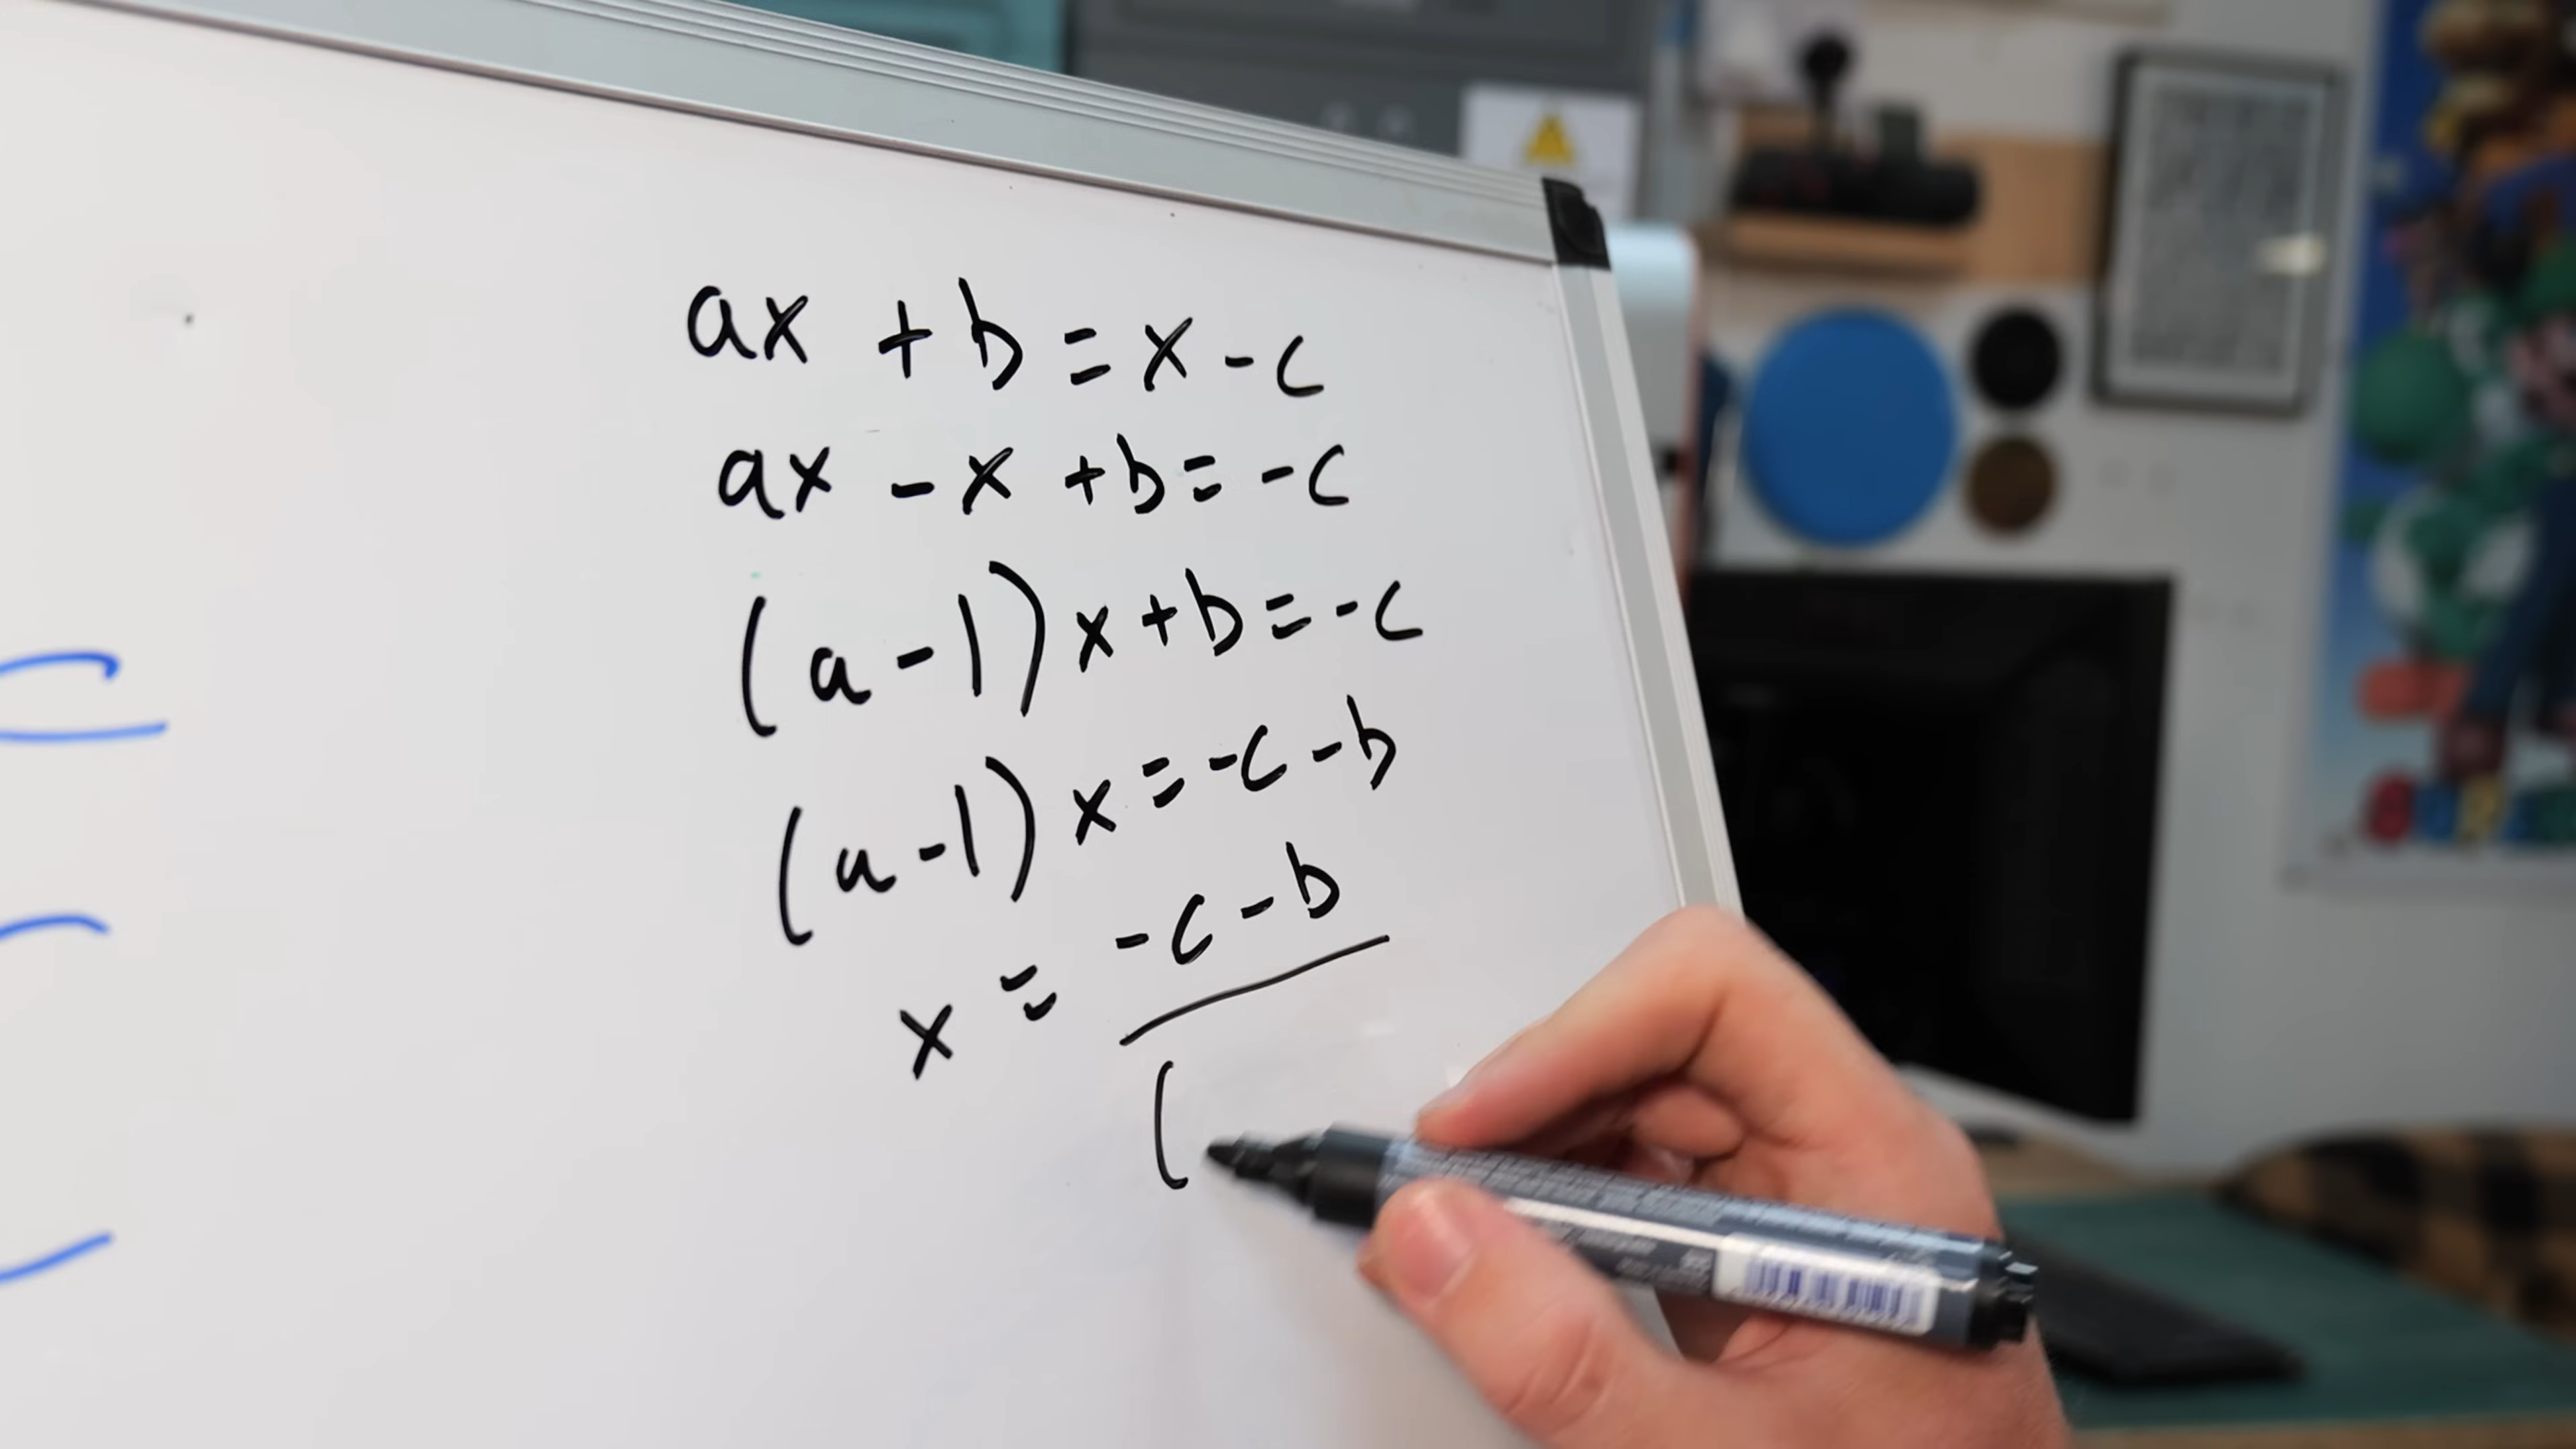 ax + b = x - c
ax - x + b = -c
(a - 1) x + b = -c
(a - 1) x = -c - b
x = -c - b
(